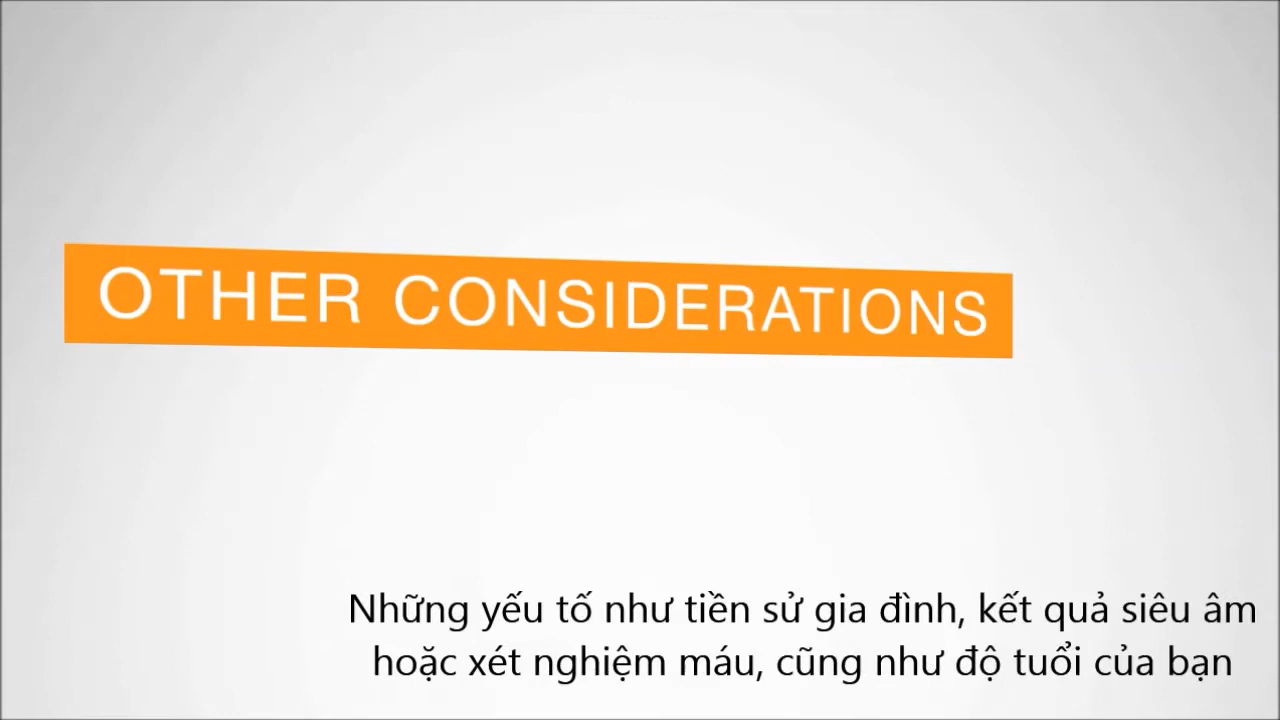 OTHER CONSIDERATIONS
Những yếu tố như tiền sử gia đình, kết quả siêu âm
hoặc xét nghiệm máu, cũng như độ tuổi của bạn